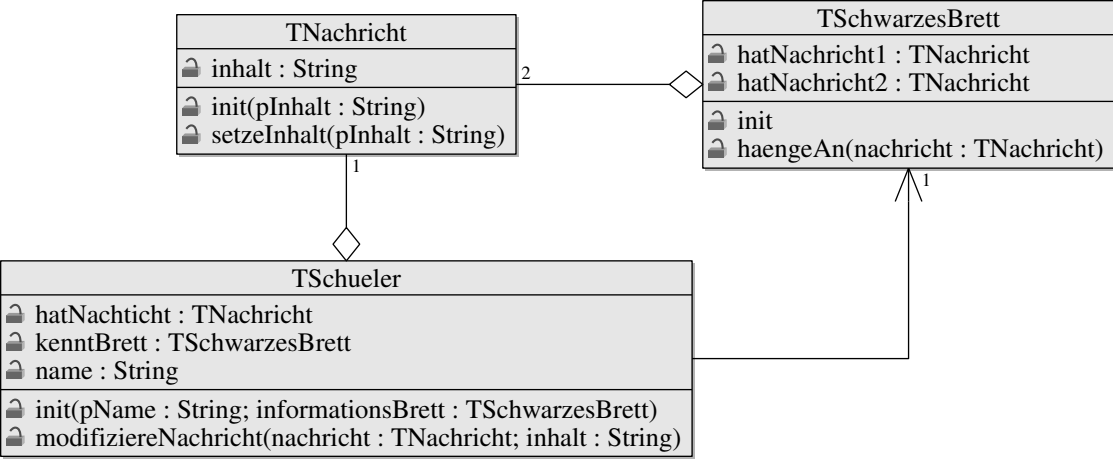 TNachricht
inhalt : String
init(pInhalt : String)
setzeInhalt(pInhalt : String)
2
1
TSchwarzesBrett
hatNachricht1 : TNachricht
hatNachricht2 : TNachricht
init
haengeAn(nachricht : TNachricht)
1
TSchueler
hatNachticht : TNachricht
kenntBrett : TSchwarzesBrett
name : String
init(pName : String; informationsBrett : TSchwarzesBrett)
modifiziereNachricht(nachricht : TNachricht; inhalt : String)